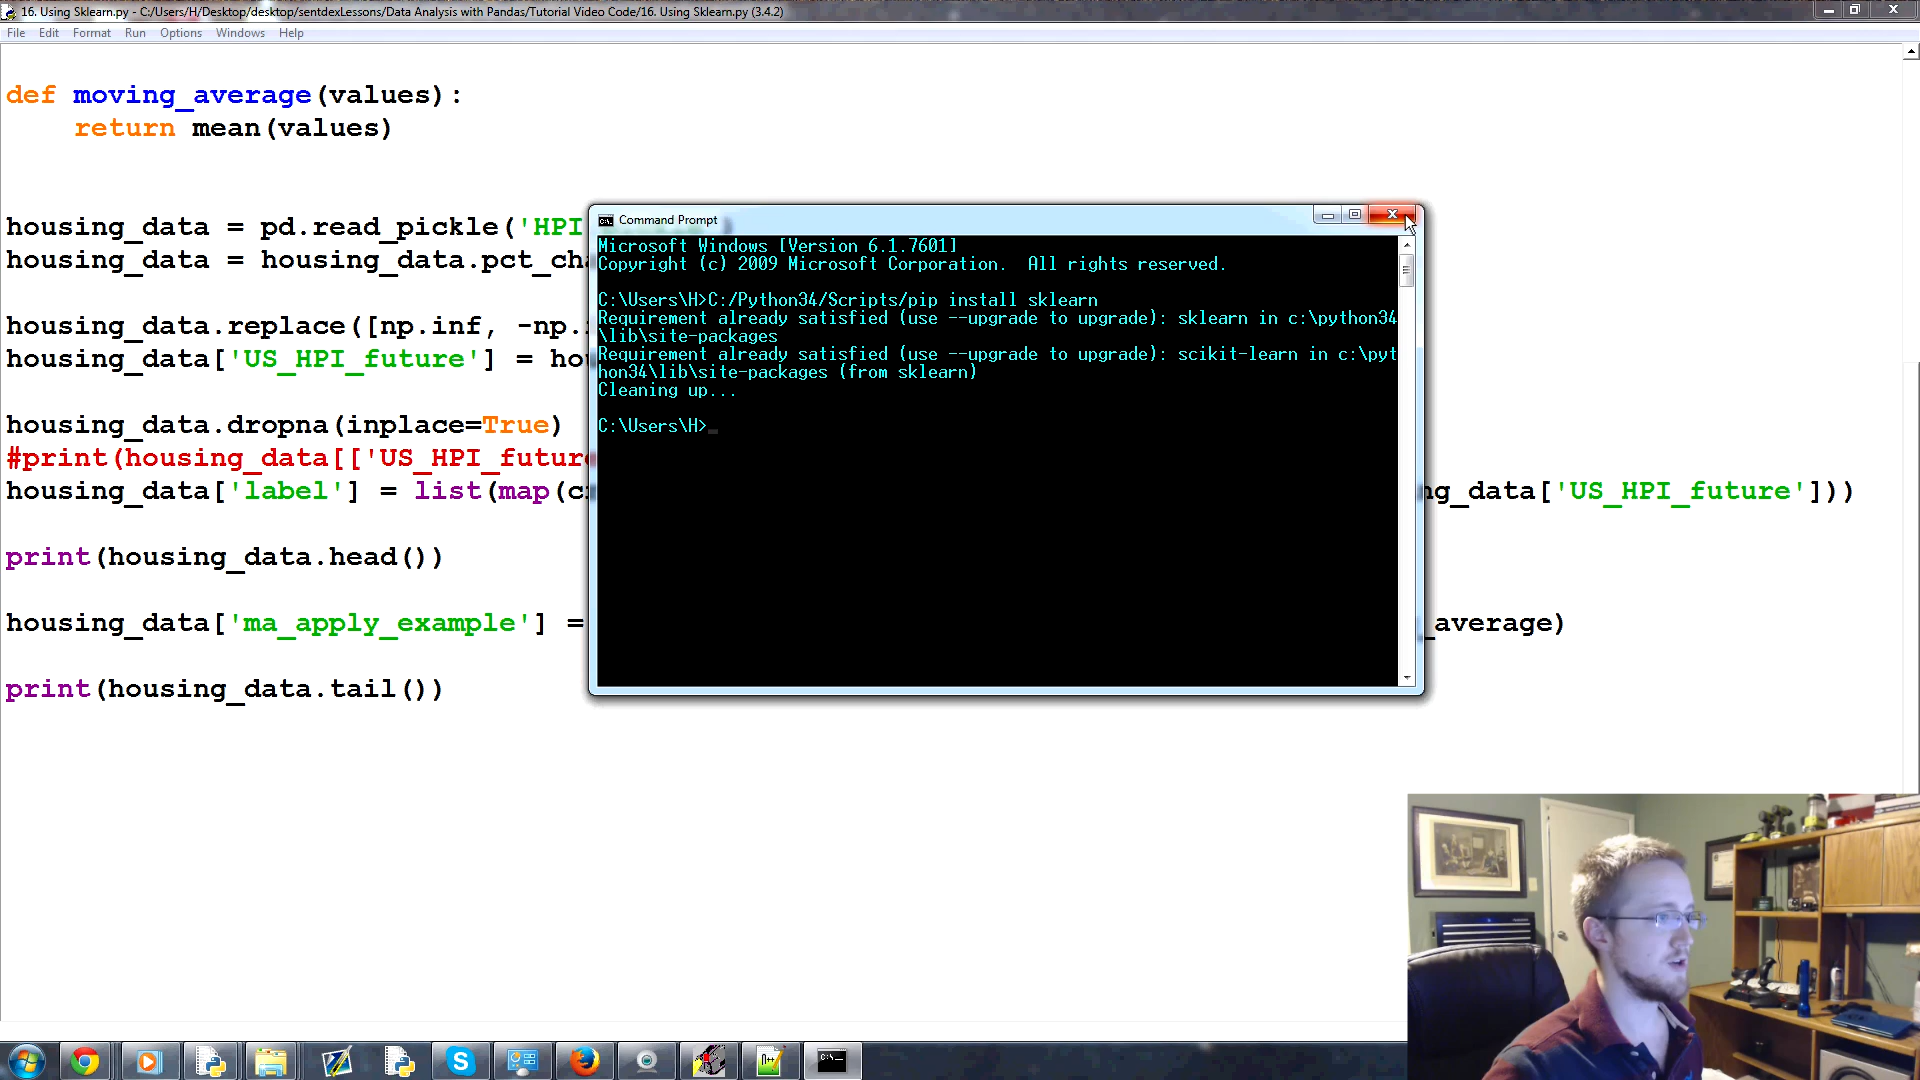 16. Using Sklearn.py - C:/Users/H/Desktop/desktop/sentdexLessons/Data Analysis with Pandas/Tutorial Video Code/16. Using Sklearn.py (3.4.2)
File Edit Format Run Options Windows Help
def moving_average(values):
return mean(values)
housing_data = pd.read_pickle('HPI
housing_data = housing_data.pct_cha
housing_data.replace([np.inf, -np.
housing_data['US_HPI_future'] = hou
housing_data.dropna(inplace=True)
#print(housing_data[['US_HPI_future
housing_data['label'] = list(map(cr
ng_data['US_HPI_future']))
print(housing_data.head())
housing_data['ma_apply_example'] =
_average)
print(housing_data.tail())
Command Prompt
Microsoft Windows [Version 6.1.7601]
Copyright (c) 2009 Microsoft Corporation. All rights reserved.
C:\Users\H>C:/Python34/Scripts/pip install sklearn
Requirement already satisfied (use --upgrade to upgrade): sklearn in c:\python34
\lib\site-packages
Requirement already satisfied (use --upgrade to upgrade): scikit-learn in c:\pyt
hon34\lib\site-packages (from sklearn)
Cleaning up...
C:\Users\H>